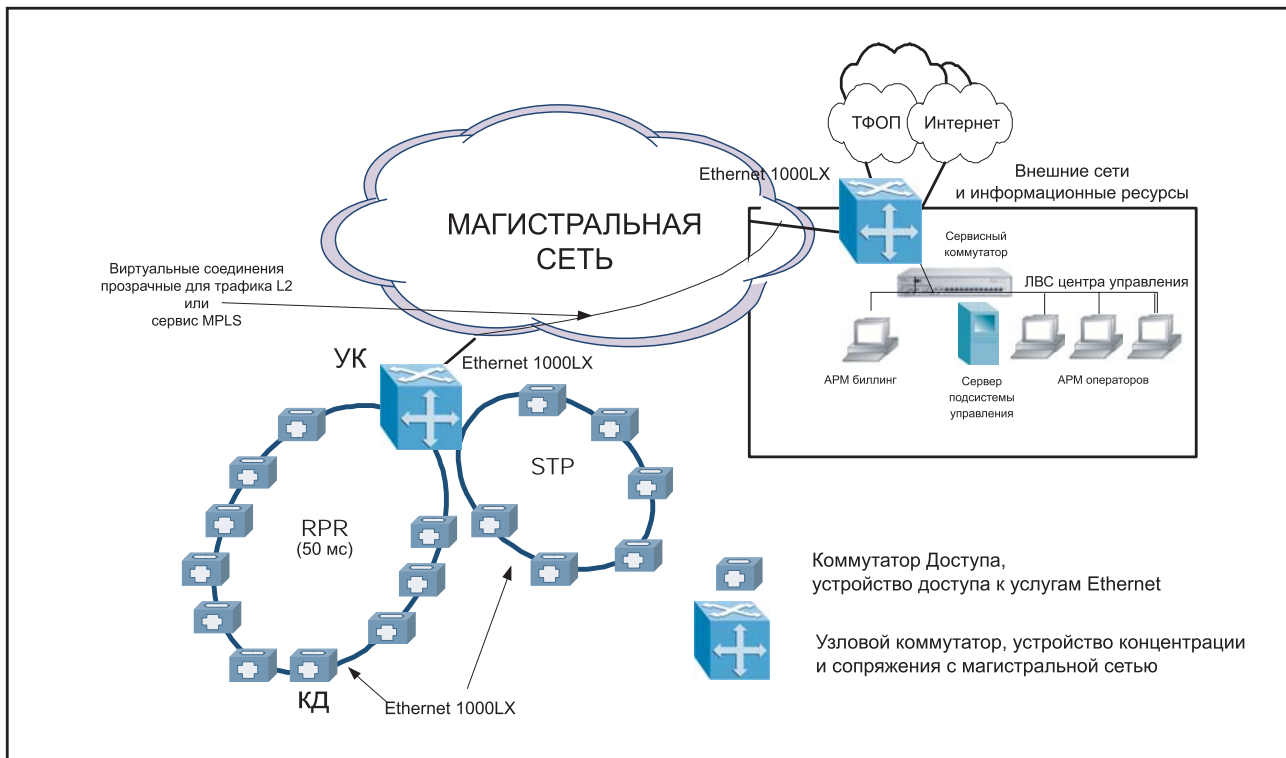 ТФОП
Интернет
Ethernet 1000LX
Внешние сети
и информационные ресурсы
МАГИСТРАЛЬНАЯ
СЕТЬ
Сервисный
коммутатор
ЛВС центра управления
Виртуальные соединения
прозрачные для трафика L2
или
сервис MPLS
АРМ биллинг
Сервер
подсистемы
управления
АРМ операторов
УК
Ethernet 1000LX
STP
RPR
(50 мс)
Коммутатор Доступа,
устройство доступа к услугам Ethernet
Узловой коммутатор, устройство концентрации
и сопряжения с магистральной сетью
КД
Ethernet 1000LX